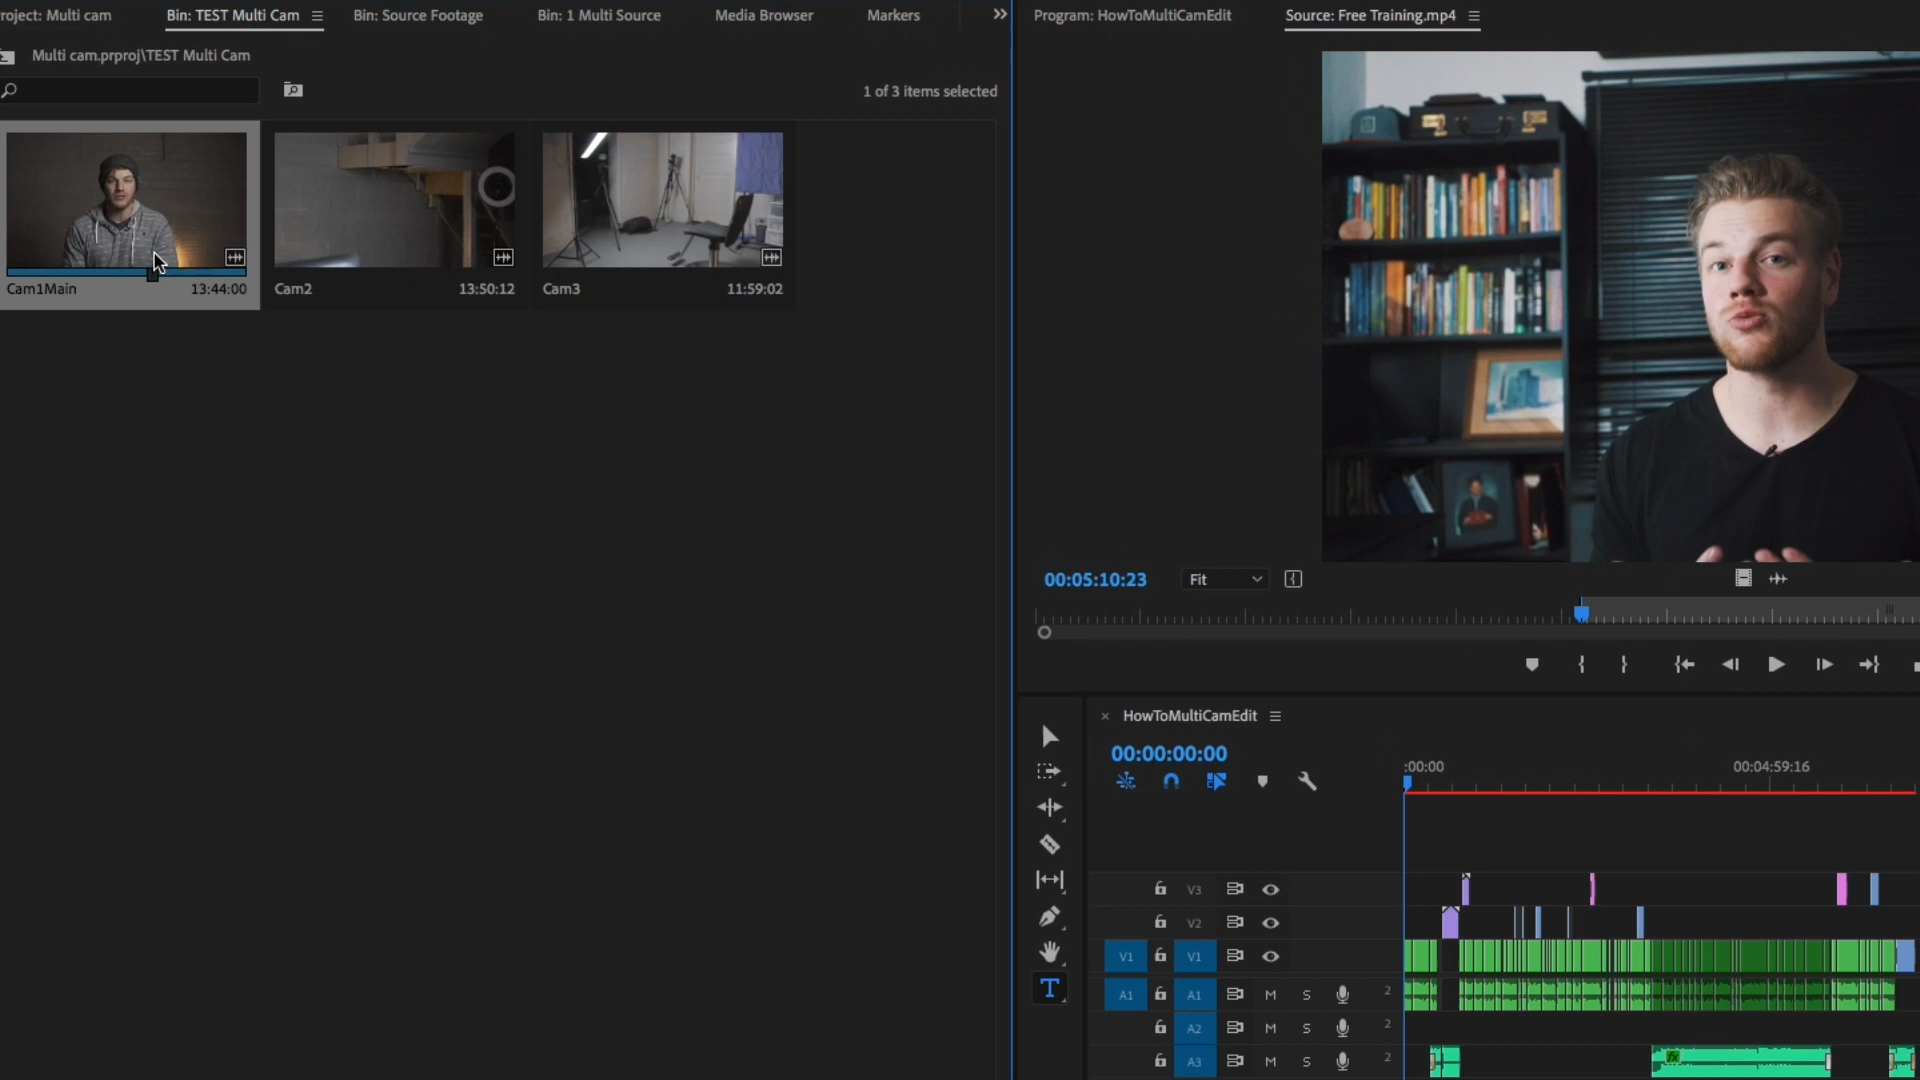 roject: Multi cam
Bin: TEST Multi Cam
Bin: Source Footage
Bin: 1 Multi Source
Media Browser
Markers
Program: HowToMultiCamEdit
Source: Free Training.mp4
Multi cam.prproj\TEST Multi Cam
1 of 3 items selected
Cam1Main 13:44:00
Cam2 13:50:12
Cam3 11:59:02
00:05:10:23
Fit
HowToMultiCamEdit
00:00:00:00
:00:00
00:04:59:16
V3
V2
V1 V1
A1 A1 M S 2
A2 M S 2
A3 M S 2
fx
T